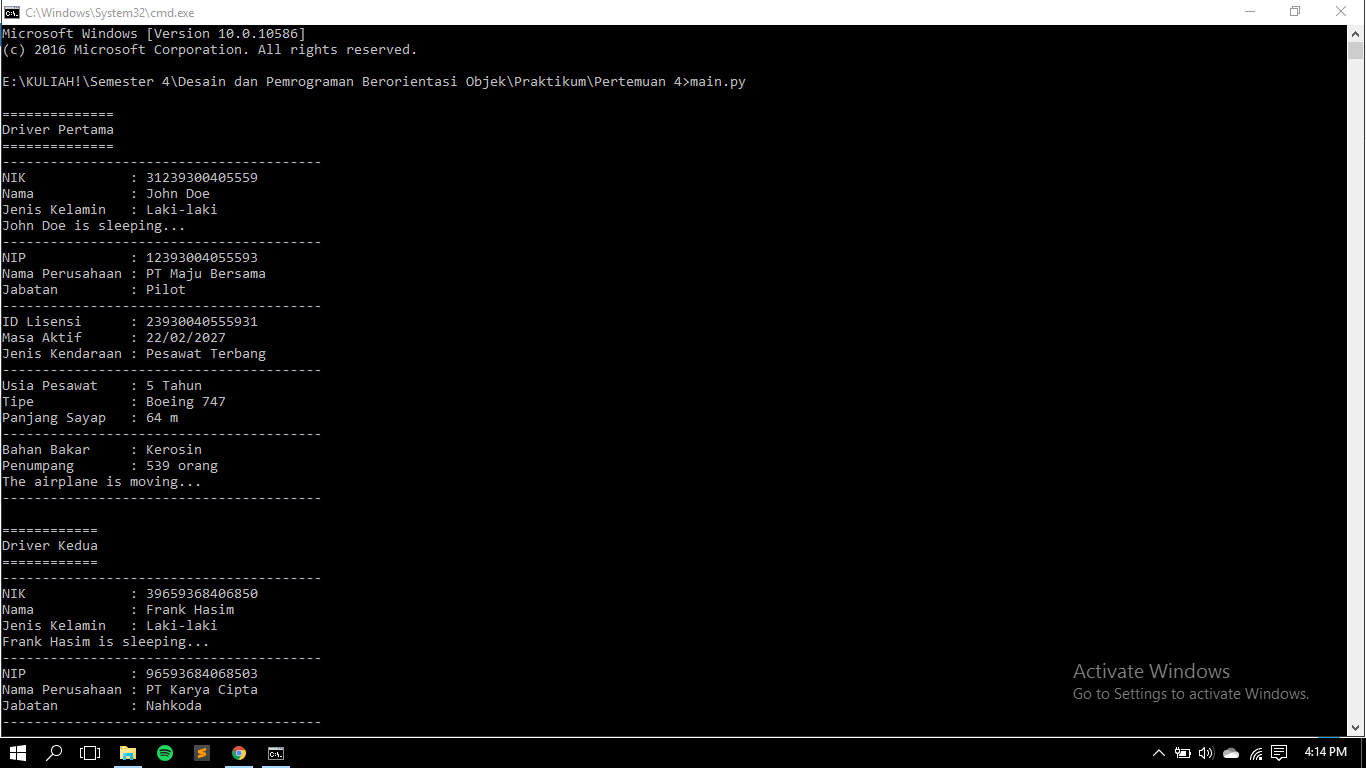 C:\Windows\System32\cmd.exe
Microsoft Windows [Version 10.0.10586]
(c) 2016 Microsoft Corporation. All rights reserved.
E:\KULIAH!\Semester 4\Desain dan Pemrograman Berorientasi Objek\Praktikum\Pertemuan 4>main.py
==============
Driver Pertama
==============
----------------------------------------
NIK             : 31239300405559
Nama            : John Doe
Jenis Kelamin   : Laki-laki
John Doe is sleeping...
----------------------------------------
NIP             : 12393004055593
Nama Perusahaan : PT Maju Bersama
Jabatan         : Pilot
----------------------------------------
ID Lisensi      : 23930040555931
Masa Aktif      : 22/02/2027
Jenis Kendaraan : Pesawat Terbang
----------------------------------------
Usia Pesawat    : 5 Tahun
Tipe            : Boeing 747
Panjang Sayap   : 64 m
----------------------------------------
Bahan Bakar     : Kerosin
Penumpang       : 539 orang
The airplane is moving...
----------------------------------------
============
Driver Kedua
============
----------------------------------------
NIK             : 39659368406850
Nama            : Frank Hasim
Jenis Kelamin   : Laki-laki
Frank Hasim is sleeping...
----------------------------------------
NIP             : 96593684068503
Nama Perusahaan : PT Karya Cipta
Jabatan         : Nahkoda
----------------------------------------
Activate Windows
Go to Settings to activate Windows.
4:14 PM